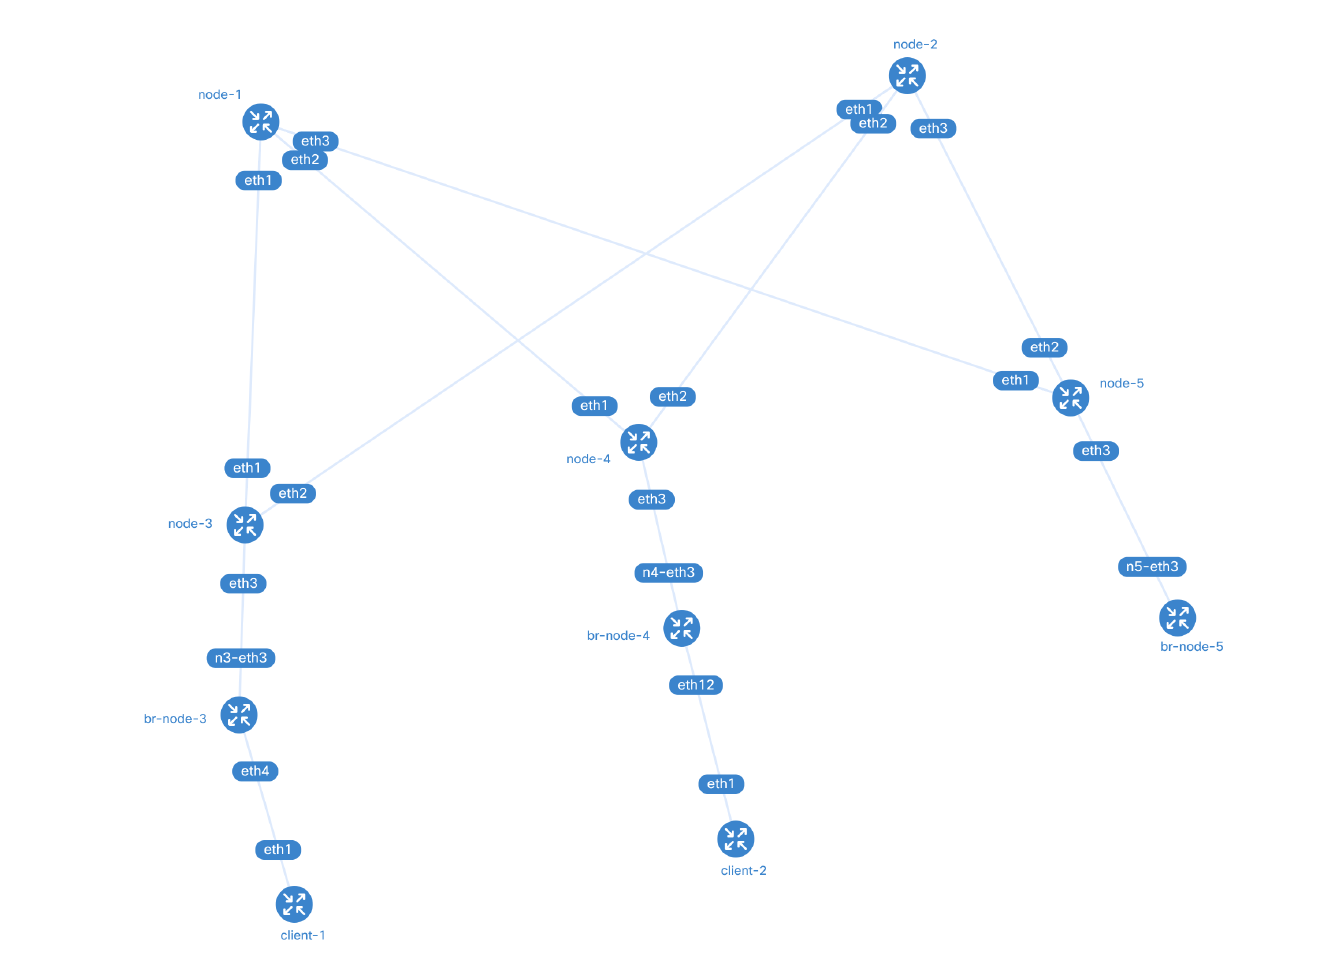 node-2
node-1
eth1
eth2
eth3
eth3
eth2
eth1
eth2
eth1
node-5
eth2
eth1
node-4
eth3
eth1
eth2
eth3
node-3
n4-eth3
n5-eth3
eth3
br-node-4
br-node-5
n3-eth3
eth12
br-node-3
eth4
eth1
eth1
client-2
client-1